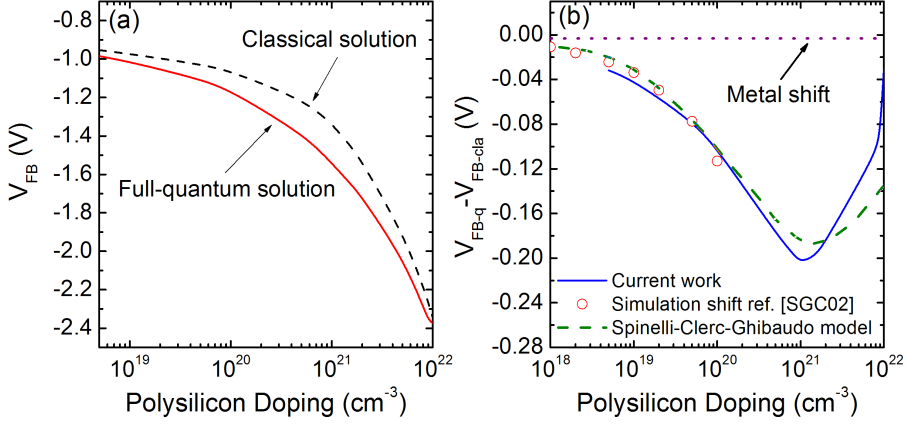 (a)
Classical solution
Full-quantum solution
V_FB (V)
-0.8
-1.0
-1.2
-1.4
-1.6
-1.8
-2.0
-2.2
-2.4
10^19
10^20
10^21
10^22
Polysilicon Doping (cm^-3)
(b)
Metal shift
V_FB-q-V_FB-cla (V)
0.00
-0.04
-0.08
-0.12
-0.16
-0.20
-0.24
-0.28
Current work
Simulation shift ref. [SGC02]
Spinelli-Clerc-Ghibaudo model
10^18
10^19
10^20
10^21
10^22
Polysilicon Doping (cm^-3)